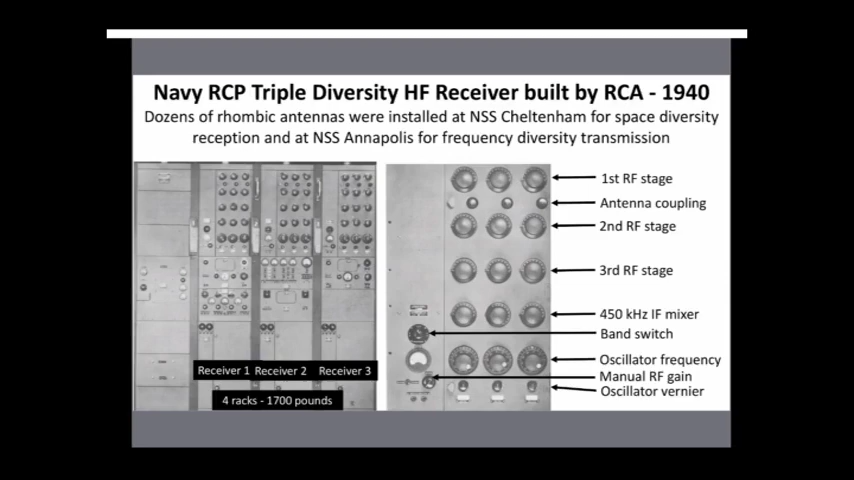 Navy RCP Triple Diversity HF Receiver built by RCA - 1940
Dozens of rhombic antennas were installed at NSS Cheltenham for space diversity
reception and at NSS Annapolis for frequency diversity transmission
1st RF stage
Antenna coupling
2nd RF stage
3rd RF stage
450 kHz IF mixer
Band switch
Oscillator frequency
Manual RF gain
Oscillator vernier
Receiver 1 Receiver 2 Receiver 3
4 racks - 1700 pounds